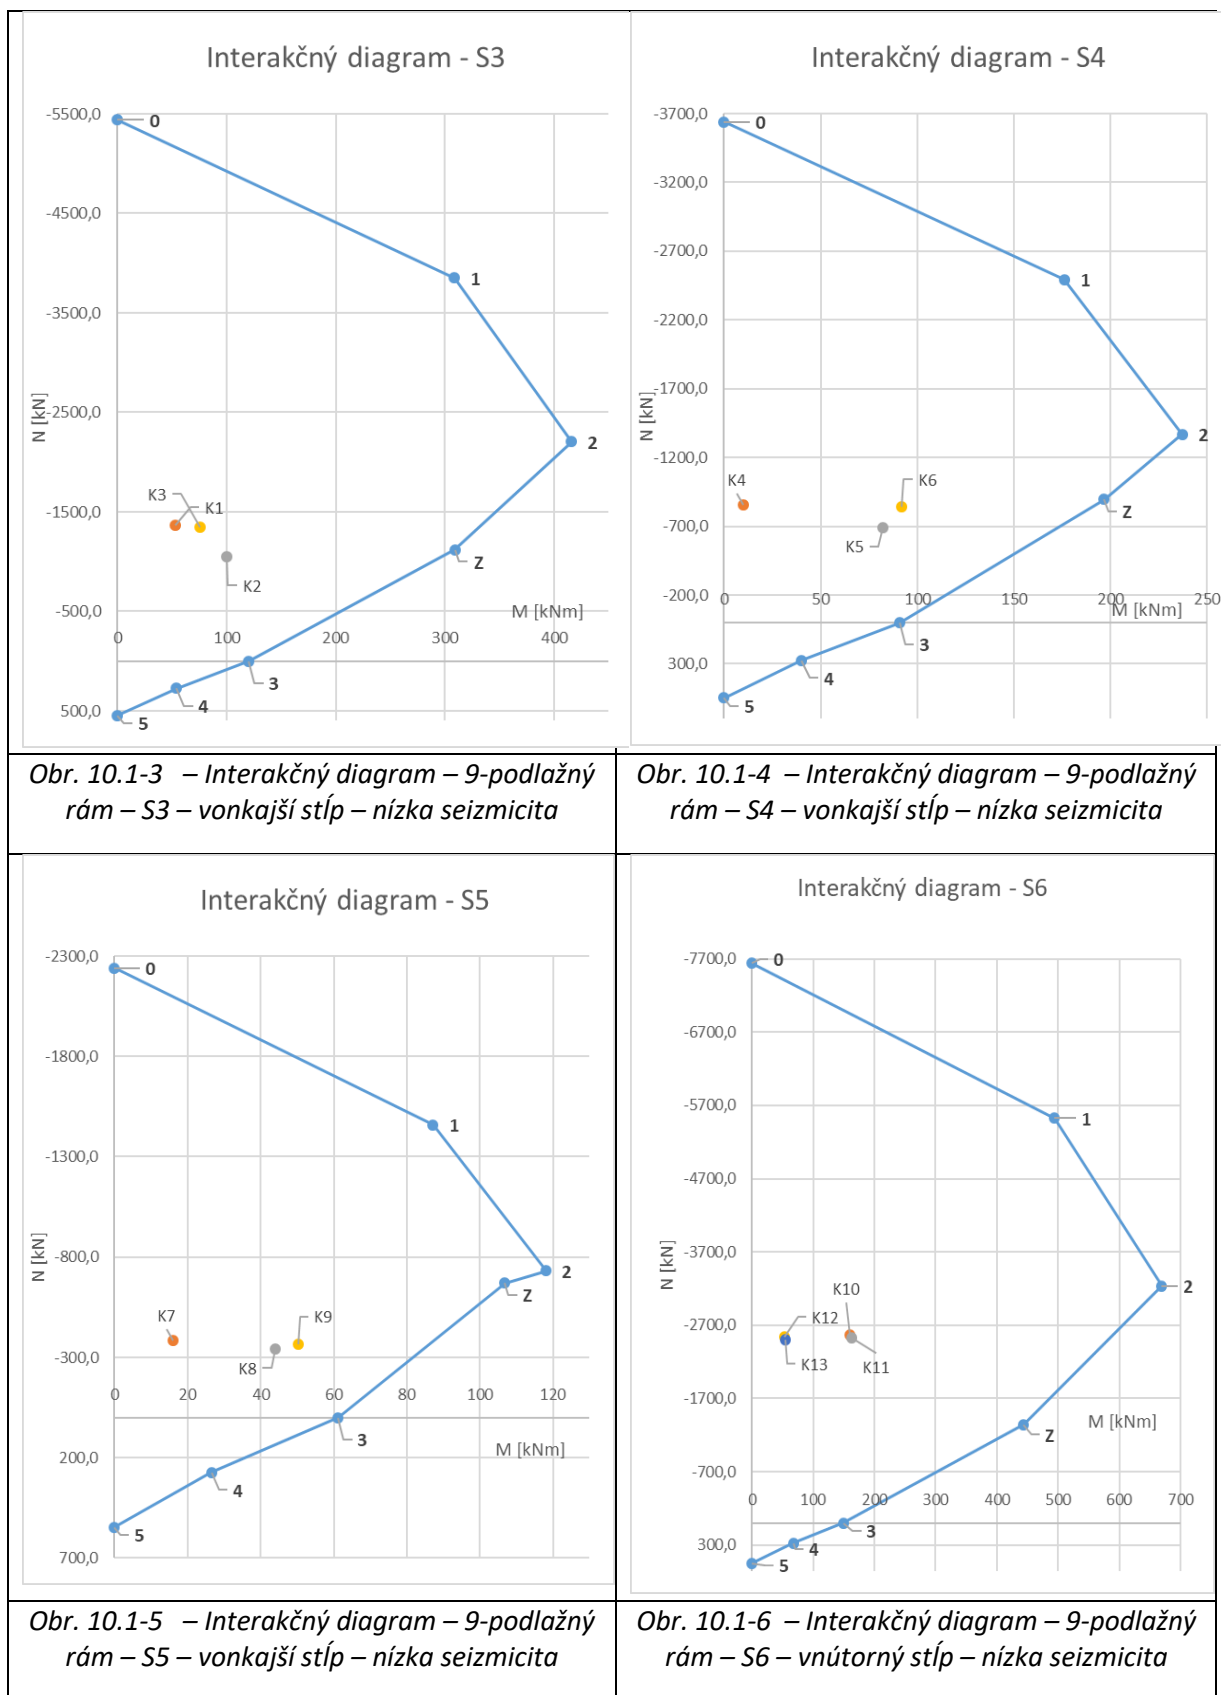 Interakčný diagram - S3
-5500,0
0
-4500,0
1
-3500,0
N [kN]
-2500,0
2
K3
K1
-1500,0
Z
K2
-500,0
M [kNm]
0 100 200 300 400
3
4
500,0
5
Obr. 10.1-3 – Interakčný diagram – 9-podlažný
rám – S3 – vonkajší stĺp – nízka seizmicita
Interakčný diagram - S4
-3700,0
0
-3200,0
-2700,0
1
-2200,0
-1700,0
N [kN]
2
-1200,0
K4
K6
Z
-700,0
K5
-200,0
0 50 100 150 200 250
M [kNm]
3
300,0
4
5
Obr. 10.1-4 – Interakčný diagram – 9-podlažný
rám – S4 – vonkajší stĺp – nízka seizmicita
Interakčný diagram - S5
-2300,0
0
-1800,0
1
-1300,0
N [kN]
-800,0
2
Z
K7
K9
K8
-300,0
0 20 40 60 80 100 120
3
M [kNm]
200,0
4
5
700,0
Obr. 10.1-5 – Interakčný diagram – 9-podlažný
rám – S5 – vonkajší stĺp – nízka seizmicita
Interakčný diagram - S6
-7700,0
0
-6700,0
-5700,0
1
-4700,0
N [kN]
-3700,0
2
K10
K12
-2700,0
K13
K11
-1700,0
M [kNm]
Z
-700,0
0 100 200 300 400 500 600 700
3
300,0
4
5
Obr. 10.1-6 – Interakčný diagram – 9-podlažný
rám – S6 – vnútorný stĺp – nízka seizmicita